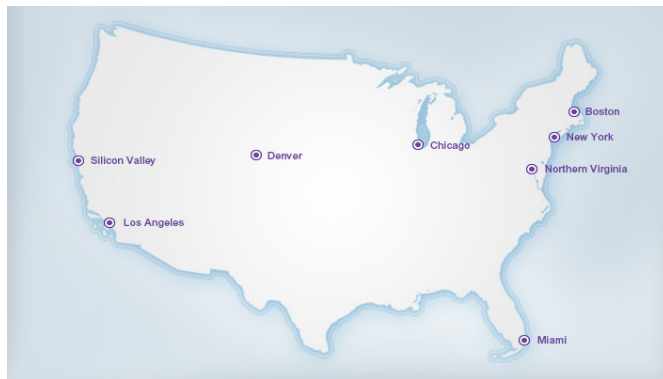 Boston
New York
Chicago
Denver
Silicon Valley
Northern Virginia
Los Angeles
Miami